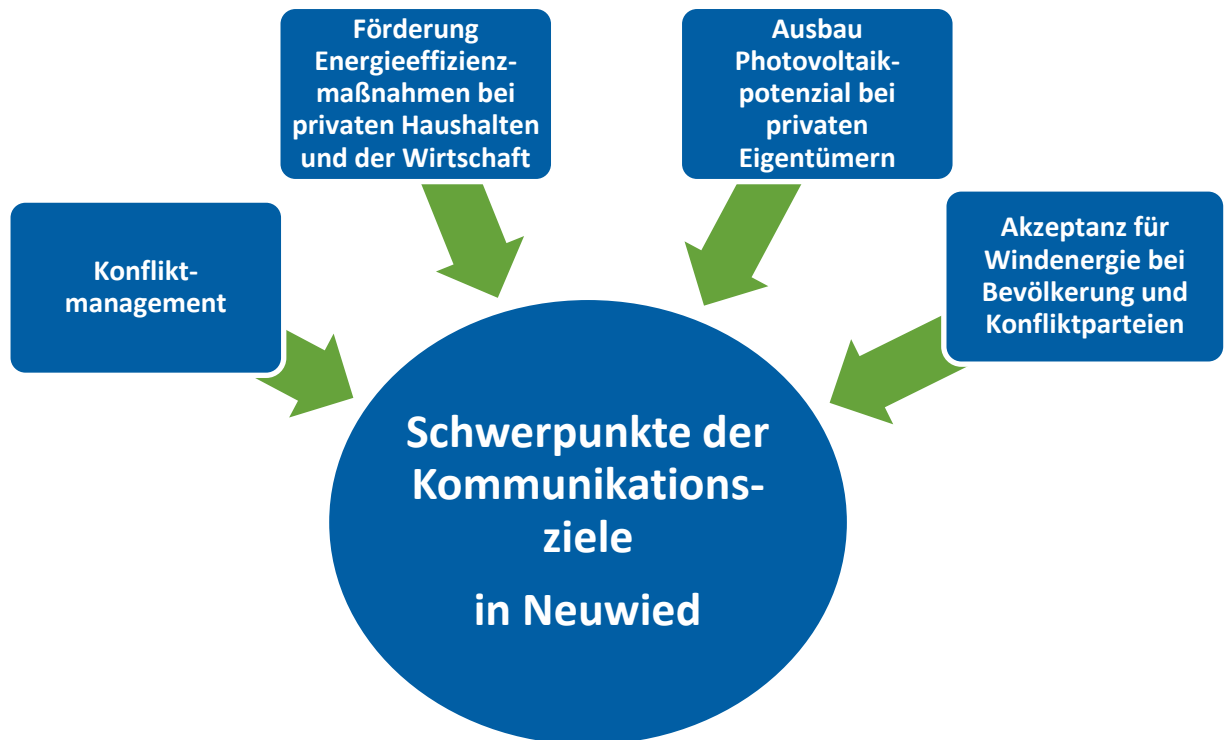 Konflikt-
management
Förderung
Energieeffizienz-
maßnahmen bei
privaten Haushalten
und der Wirtschaft
Ausbau
Photovoltaik-
potenzial bei
privaten
Eigentümern
Akzeptanz für
Windenergie bei
Bevölkerung und
Konfliktparteien
Schwerpunkte der
Kommunikations-
ziele
in Neuwied